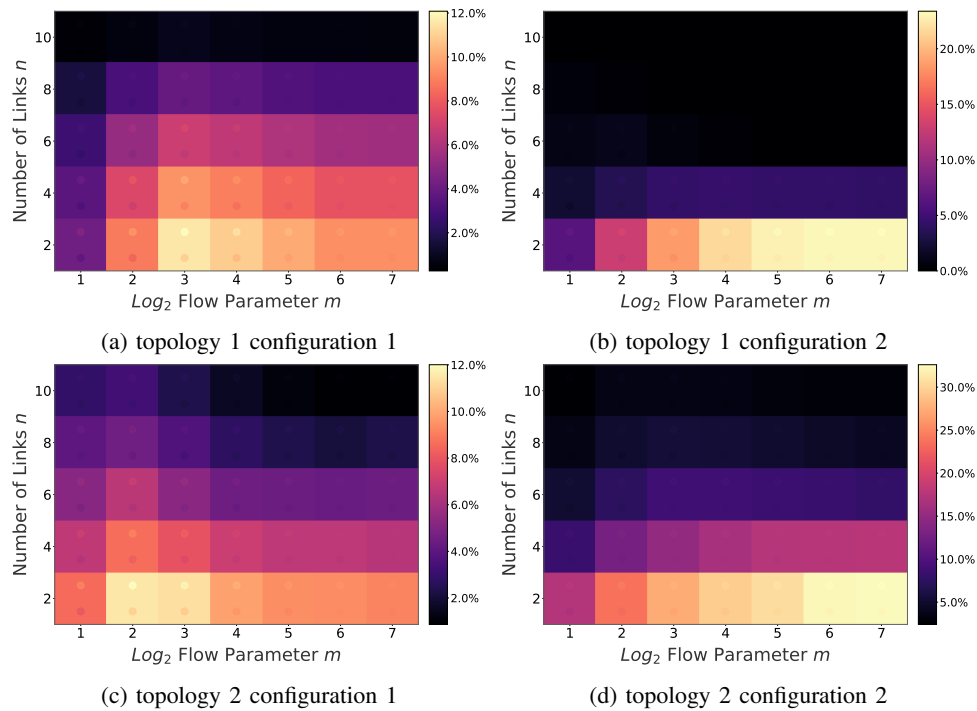 Number of Links n
10
8
6
4
2
1 2 3 4 5 6 7
Log2 Flow Parameter m
12.0%
10.0%
8.0%
6.0%
4.0%
2.0%
(a) topology 1 configuration 1
Number of Links n
10
8
6
4
2
1 2 3 4 5 6 7
Log2 Flow Parameter m
20.0%
15.0%
10.0%
5.0%
0.0%
(b) topology 1 configuration 2
Number of Links n
10
8
6
4
2
1 2 3 4 5 6 7
Log2 Flow Parameter m
12.0%
10.0%
8.0%
6.0%
4.0%
2.0%
(c) topology 2 configuration 1
Number of Links n
10
8
6
4
2
1 2 3 4 5 6 7
Log2 Flow Parameter m
30.0%
25.0%
20.0%
15.0%
10.0%
5.0%
(d) topology 2 configuration 2